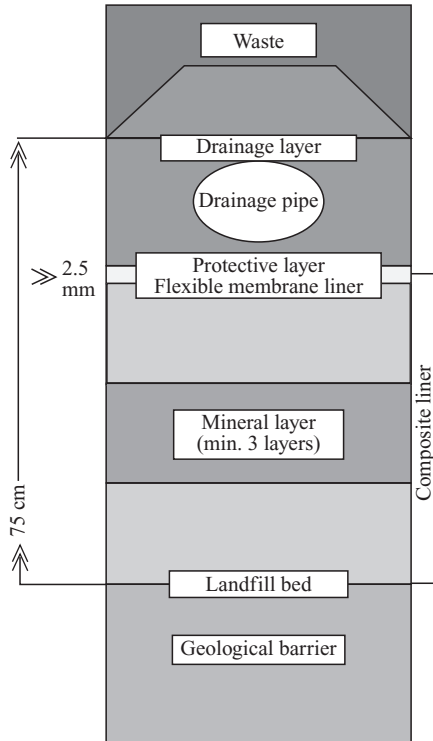 Waste
Drainage layer
Drainage pipe
2.5
mm
Protective layer
Flexible membrane liner
Mineral layer
(min. 3 layers)
Composite liner
75 cm
Landfill bed
Geological barrier